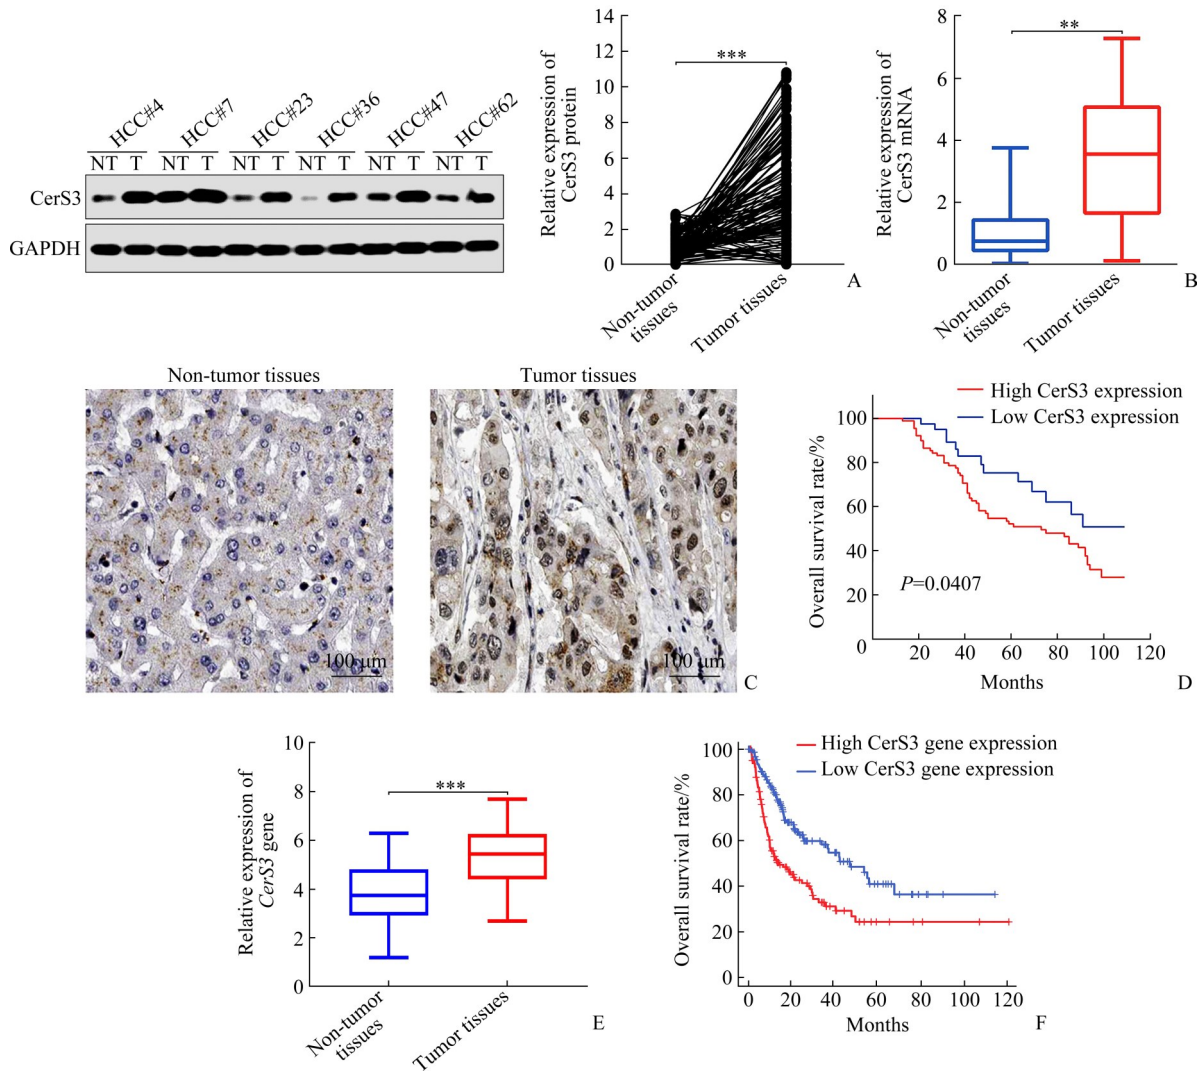 HCC#4 HCC#7 HCC#23 HCC#36 HCC#47 HCC#62
NT T NT T NT T NT T NT T NT T
CerS3
GAPDH
Relative expression of
CerS3 protein
14
12
10
8
6
4
2
0
***
Non-tumor
tissues
Tumor tissues
A
Relative expression of
CerS3 mRNA
8
6
4
2
0
**
Non-tumor
tissues
Tumor tissues
B
Non-tumor tissues
Tumor tissues
100 μm
100 μm
C
High CerS3 expression
Low CerS3 expression
Overall survival rate/%
100
80
60
40
20
0
P=0.0407
20 40 60 80 100 120
Months
D
Relative expression of
CerS3 gene
10
8
6
4
2
0
***
Non-tumor
tissues
Tumor tissues
E
High CerS3 gene expression
Low CerS3 gene expression
Overall survival rate/%
100
80
60
40
20
0
0 20 40 60 80 100 120
Months
F